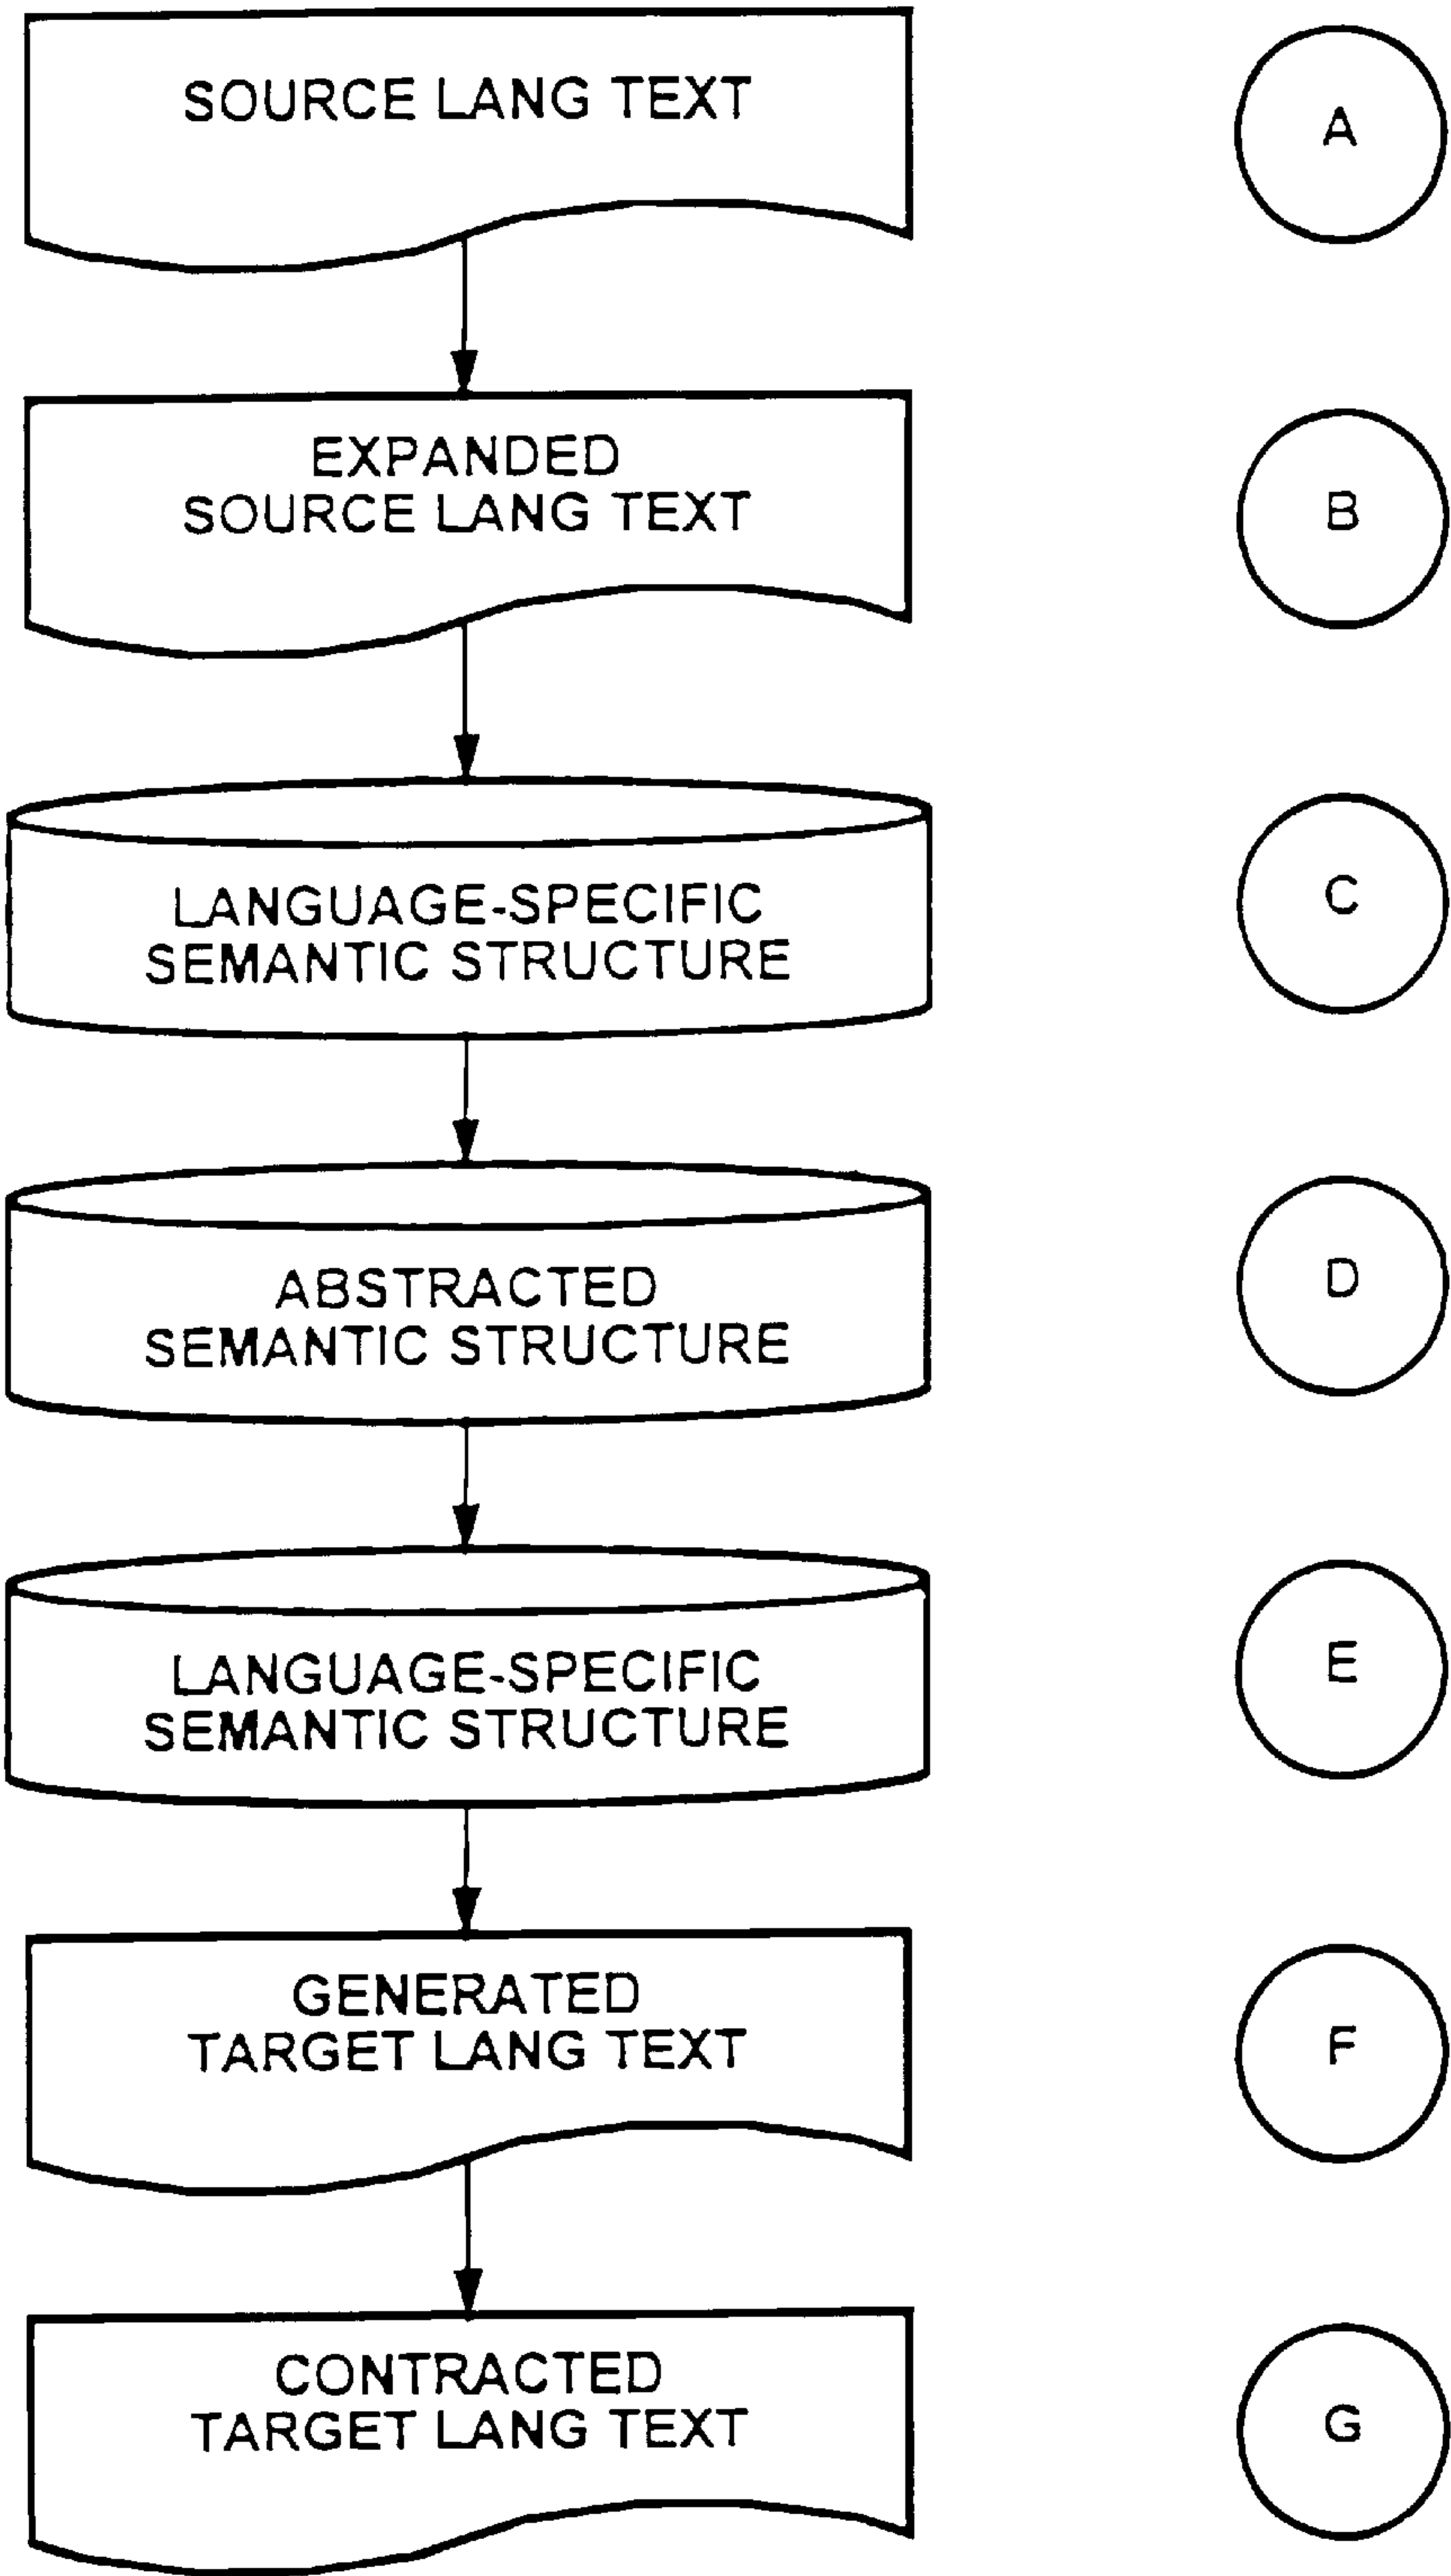 SOURCE LANG TEXT
A
EXPANDED
SOURCE LANG TEXT
B
LANGUAGE-SPECIFIC
SEMANTIC STRUCTURE
C
ABSTRACTED
SEMANTIC STRUCTURE
D
LANGUAGE-SPECIFIC
SEMANTIC STRUCTURE
E
GENERATED
TARGET LANG TEXT
F
CONTRACTED
TARGET LANG TEXT
G